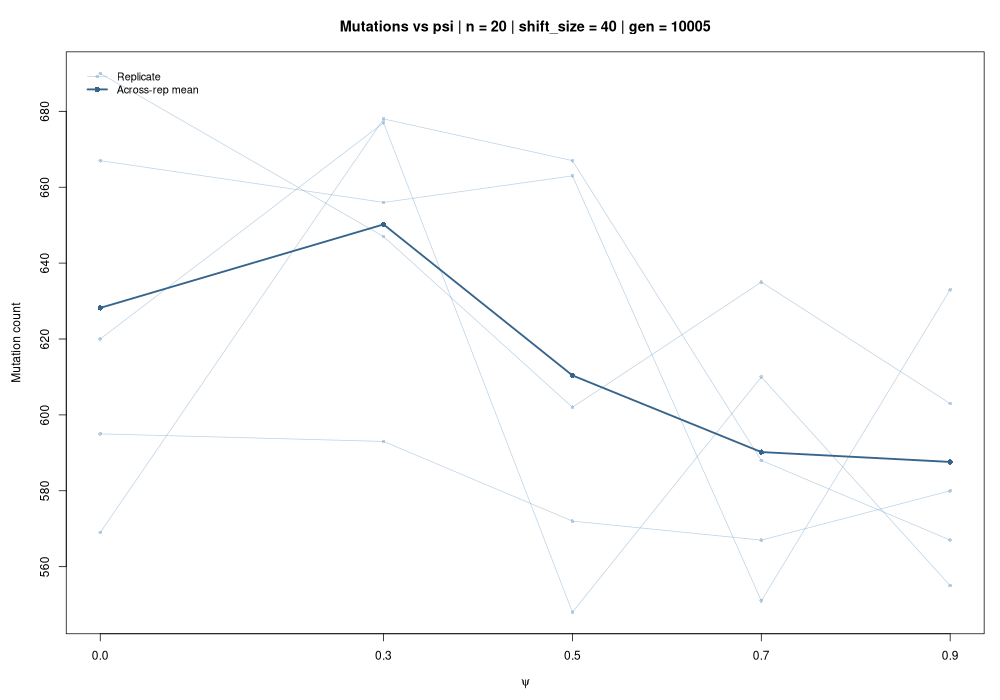 Mutations vs psi | n = 20 | shift_size = 40 | gen = 10005
Replicate
Across-rep mean
Mutation count
680
660
640
620
600
580
560
0.0 0.3 0.5 0.7 0.9
ψ